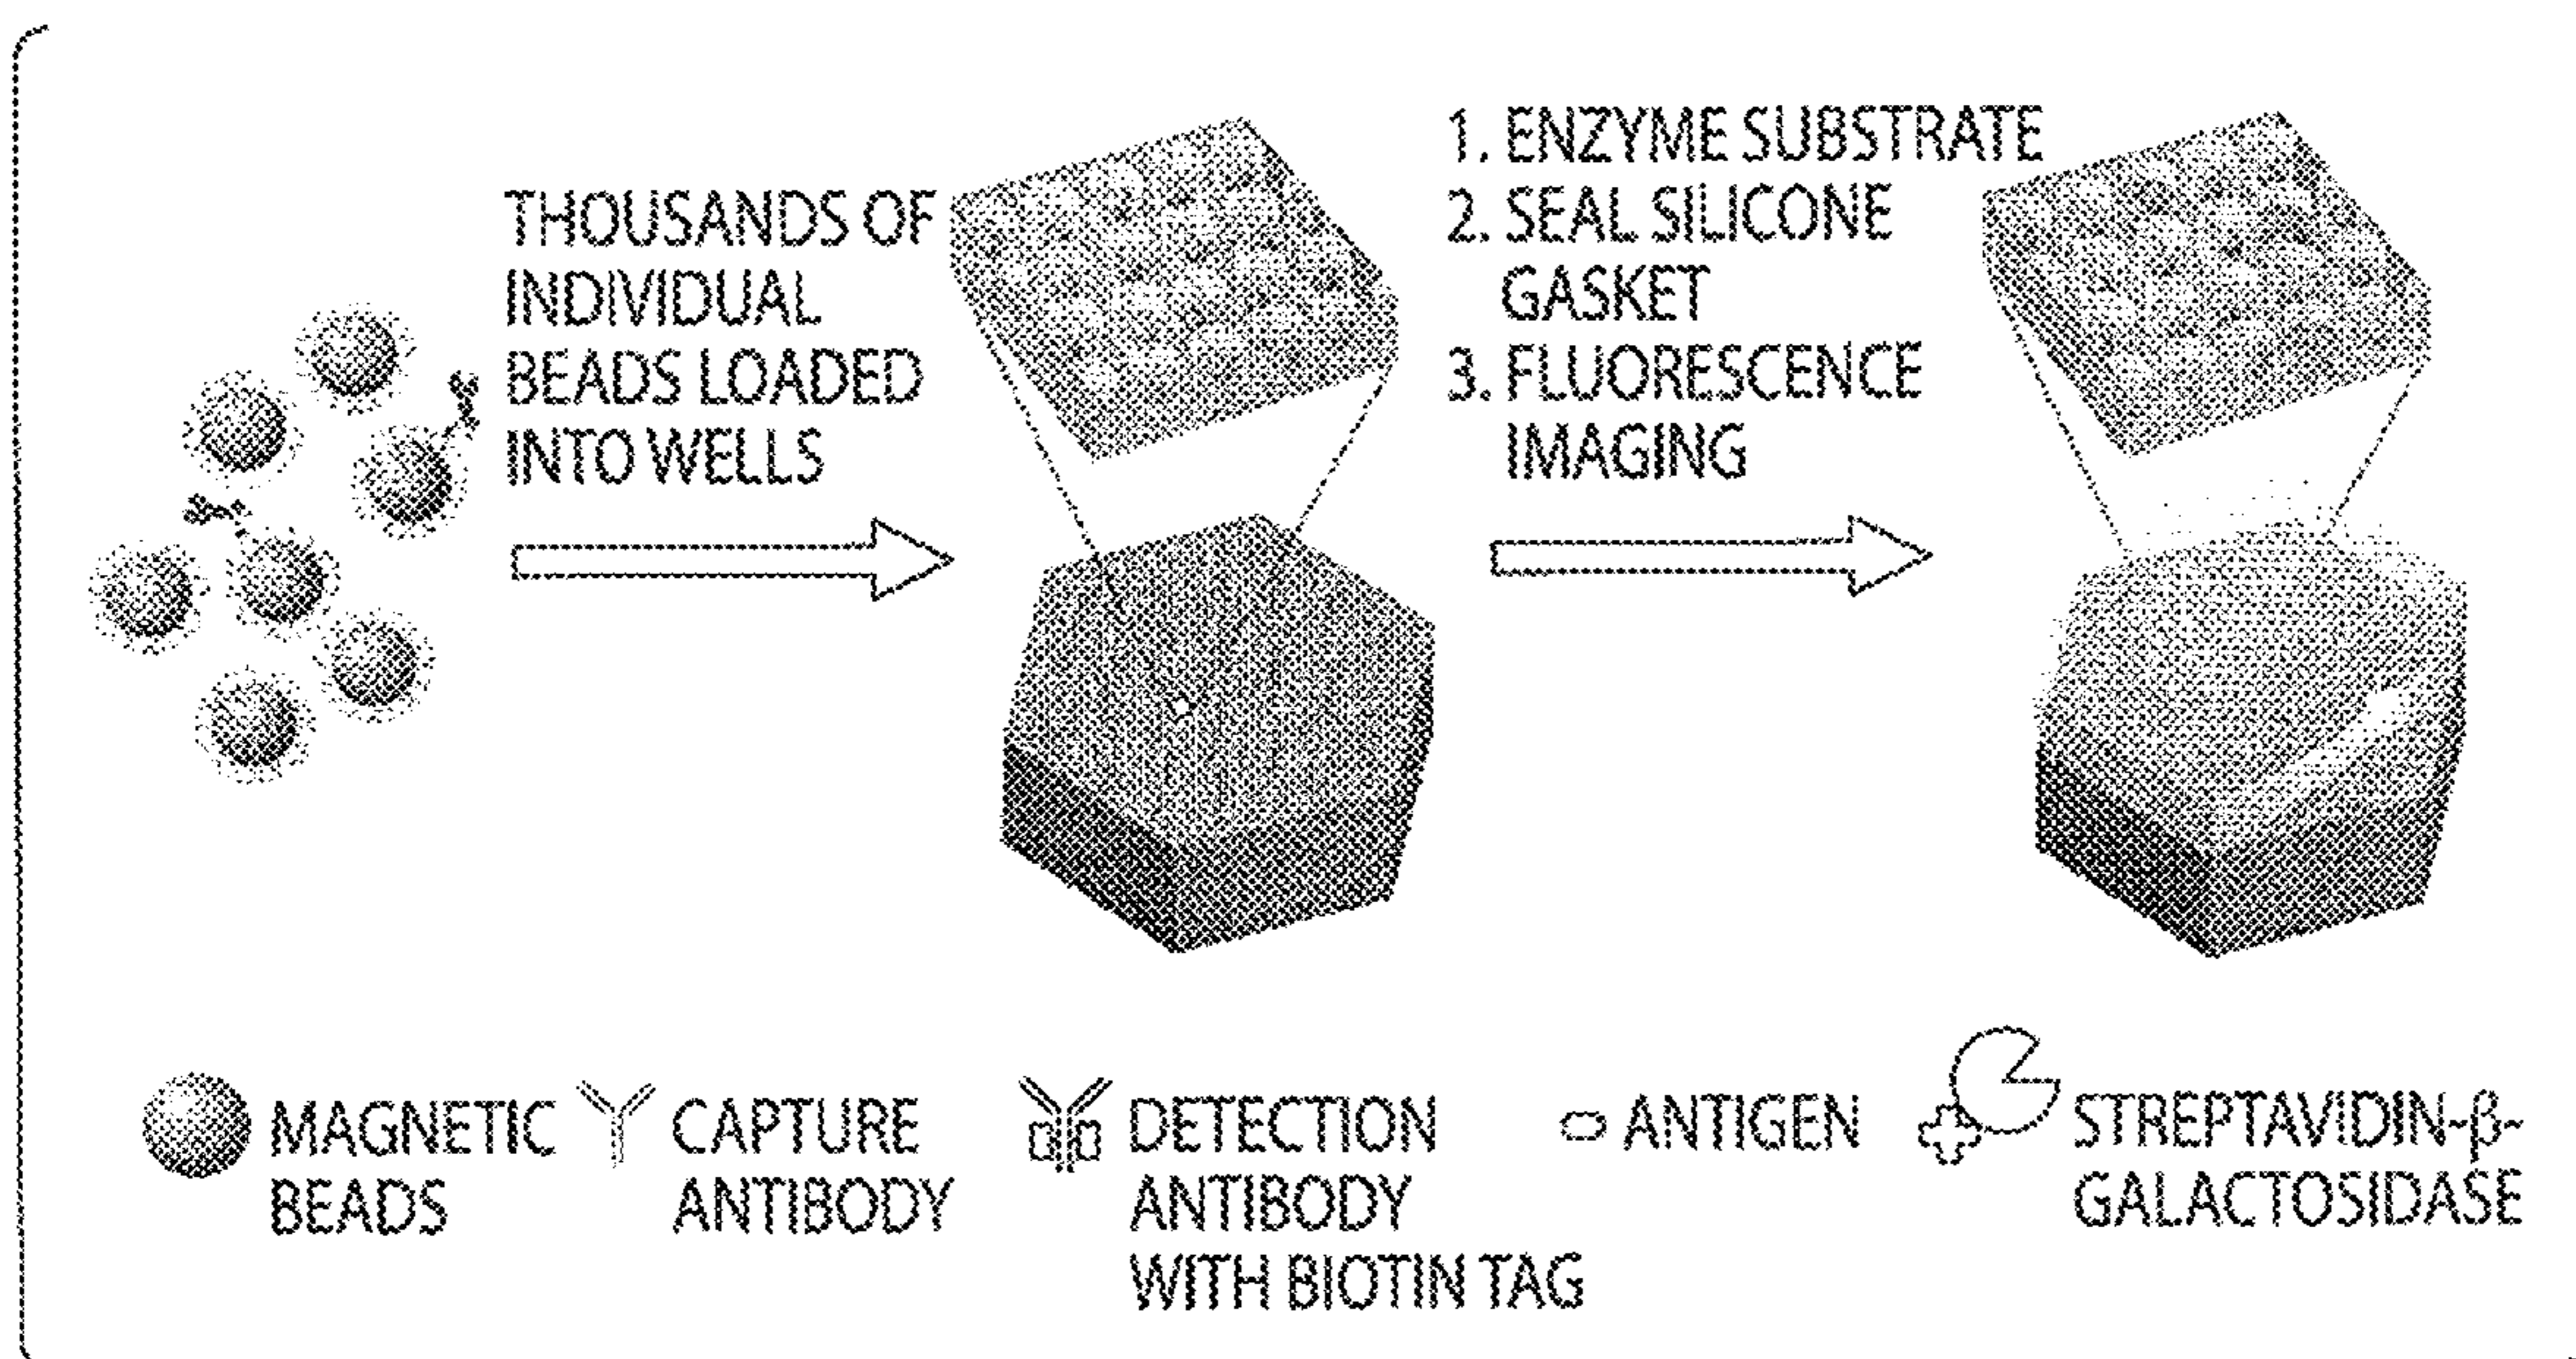 THOUSANDS OF
INDIVIDUAL
BEADS LOADED
INTO WELLS
1. ENZYME SUBSTRATE
2. SEAL SILICONE
GASKET
3. FLUORESCENCE
IMAGING
MAGNETIC
BEADS
CAPTURE
ANTIBODY
DETECTION
ANTIBODY
WITH BIOTIN TAG
ANTIGEN
STREPTAVIDIN-β-
GALACTOSIDASE